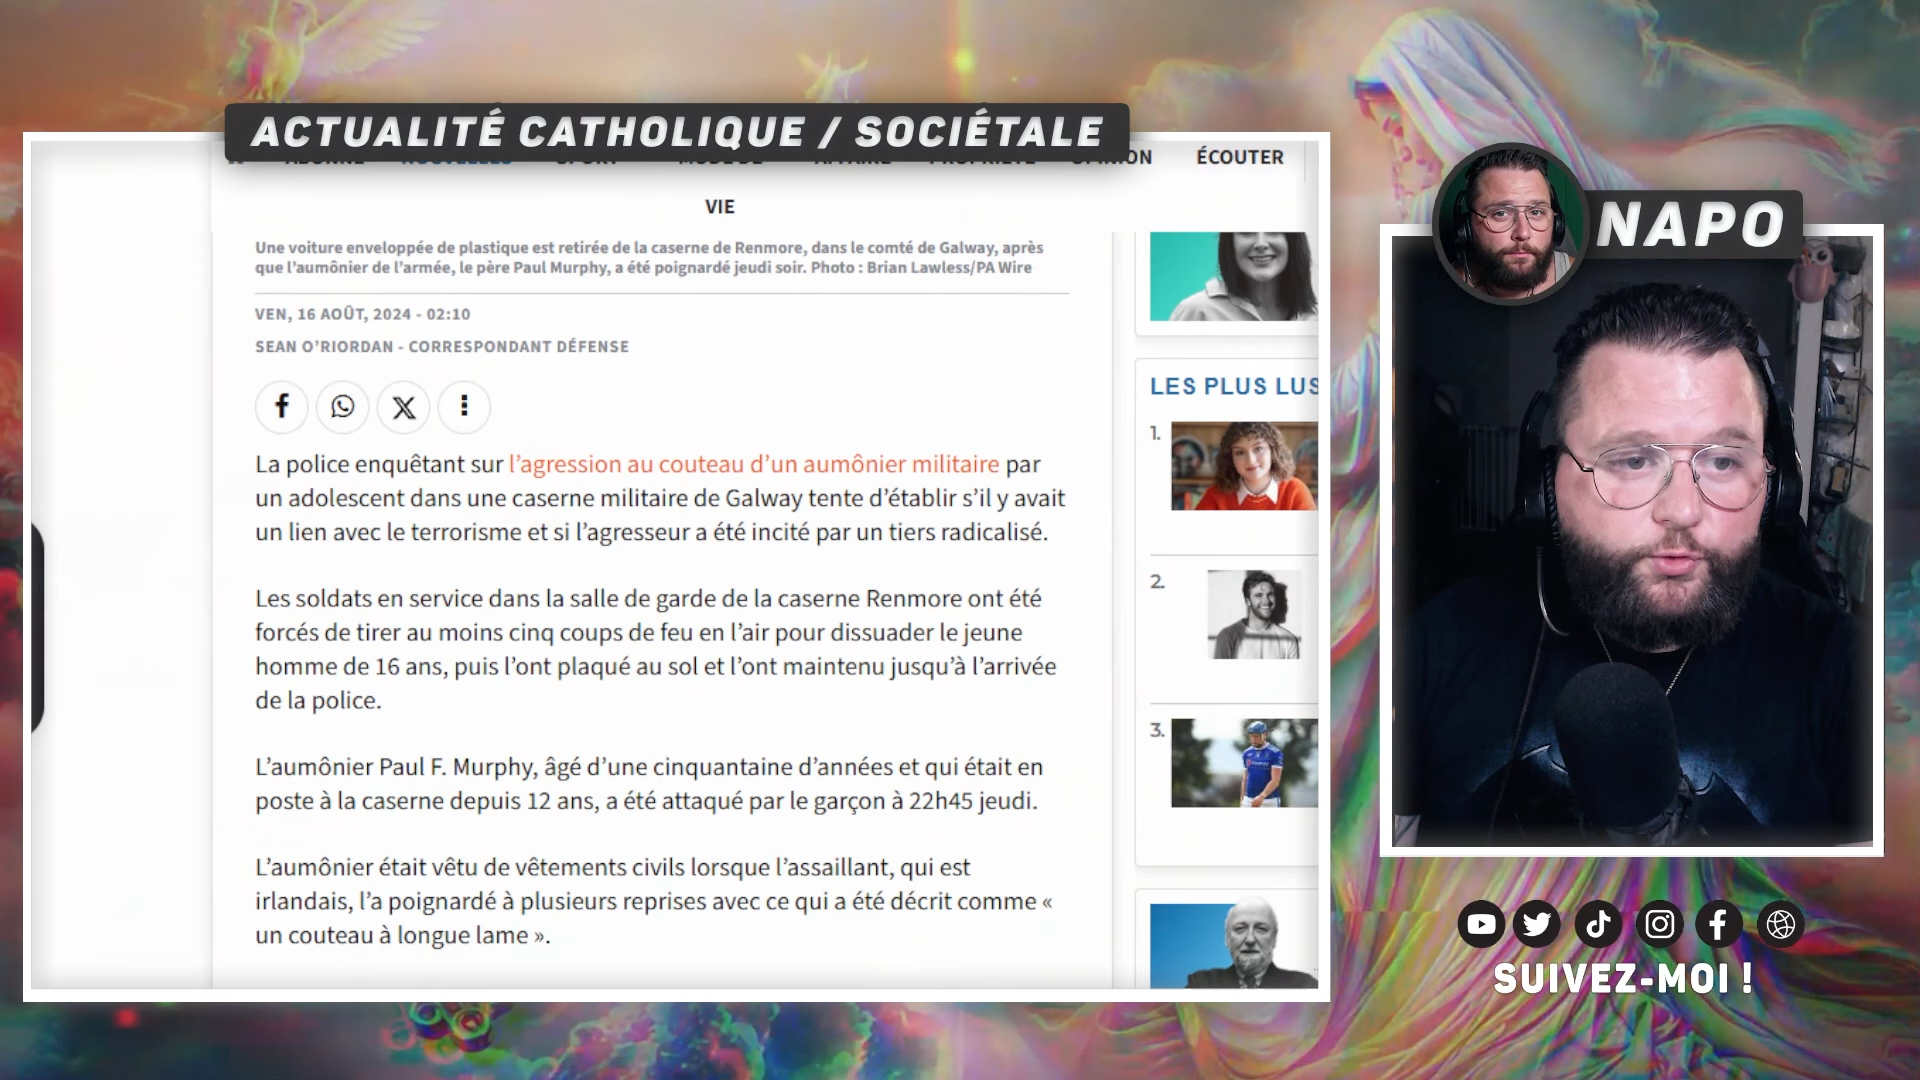 ACTUALITÉ CATHOLIQUE / SOCIÉTALE
ÉCOUTER
VIE
Une voiture enveloppée de plastique est retirée de la caserne de Renmore, dans le comté de Galway, après
que l’aumônier de l’armée, le père Paul Murphy, a été poignardé jeudi soir. Photo : Brian Lawless/PA Wire
VEN, 16 AOÛT, 2024 - 02:10
SEAN O’RIORDAN - CORRESPONDANT DÉFENSE
La police enquêtant sur l’agression au couteau d’un aumônier militaire par
un adolescent dans une caserne militaire de Galway tente d’établir s’il y avait
un lien avec le terrorisme et si l’agresseur a été incité par un tiers radicalisé.
Les soldats en service dans la salle de garde de la caserne Renmore ont été
forcés de tirer au moins cinq coups de feu en l’air pour dissuader le jeune
homme de 16 ans, puis l’ont plaqué au sol et l’ont maintenu jusqu’à l’arrivée
de la police.
L’aumônier Paul F. Murphy, âgé d’une cinquantaine d’années et qui était en
poste à la caserne depuis 12 ans, a été attaqué par le garçon à 22h45 jeudi.
L’aumônier était vêtu de vêtements civils lorsque l’assaillant, qui est
irlandais, l’a poignardé à plusieurs reprises avec ce qui a été décrit comme «
un couteau à longue lame ».
LES PLUS LUS
1.
2.
3.
NAPO
SUIVEZ-MOI !